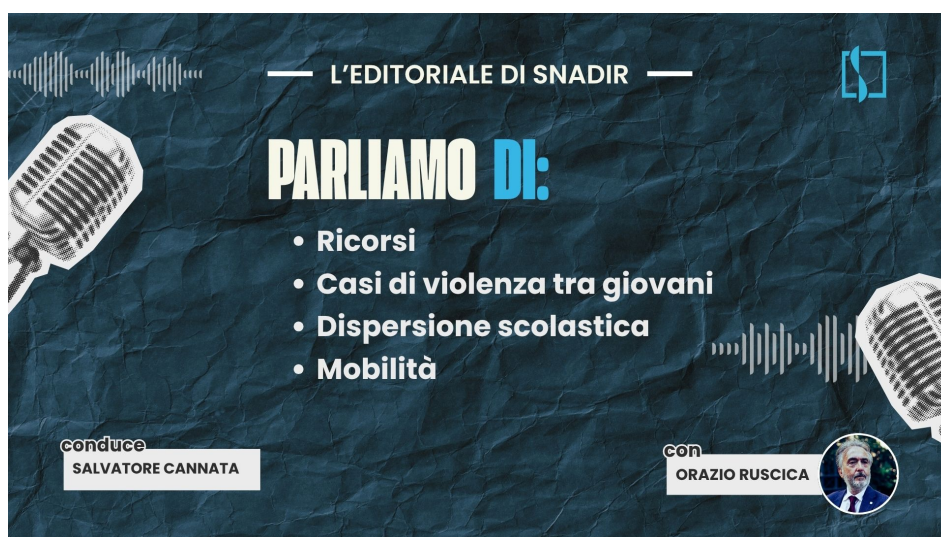 L’EDITORIALE DI SNADIR
PARLIAMO DI:
• Ricorsi
• Casi di violenza tra giovani
• Dispersione scolastica
• Mobilità
conduce
SALVATORE CANNATA
con
ORAZIO RUSCICA